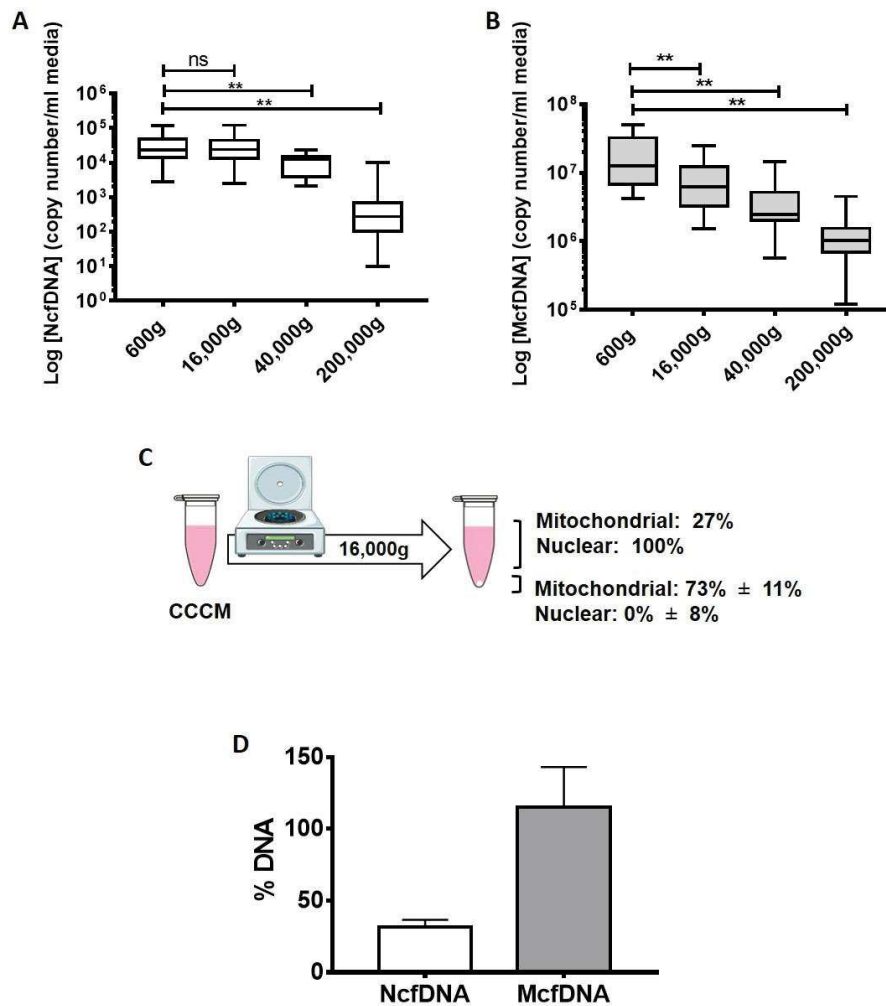 A
Log [NcfDNA] (copy number/ml media)
ns
**
**
10⁶
10⁵
10⁴
10³
10²
10¹
10⁰
600g
16,000g
40,000g
200,000g
B
Log [McfDNA] (copy number/ml media)
**
**
**
10⁸
10⁷
10⁶
10⁵
600g
16,000g
40,000g
200,000g
C
CCCM
16,000g
Mitochondrial: 27%
Nuclear: 100%
Mitochondrial: 73% ± 11%
Nuclear: 0% ± 8%
D
% DNA
150
100
50
0
NcfDNA
McfDNA